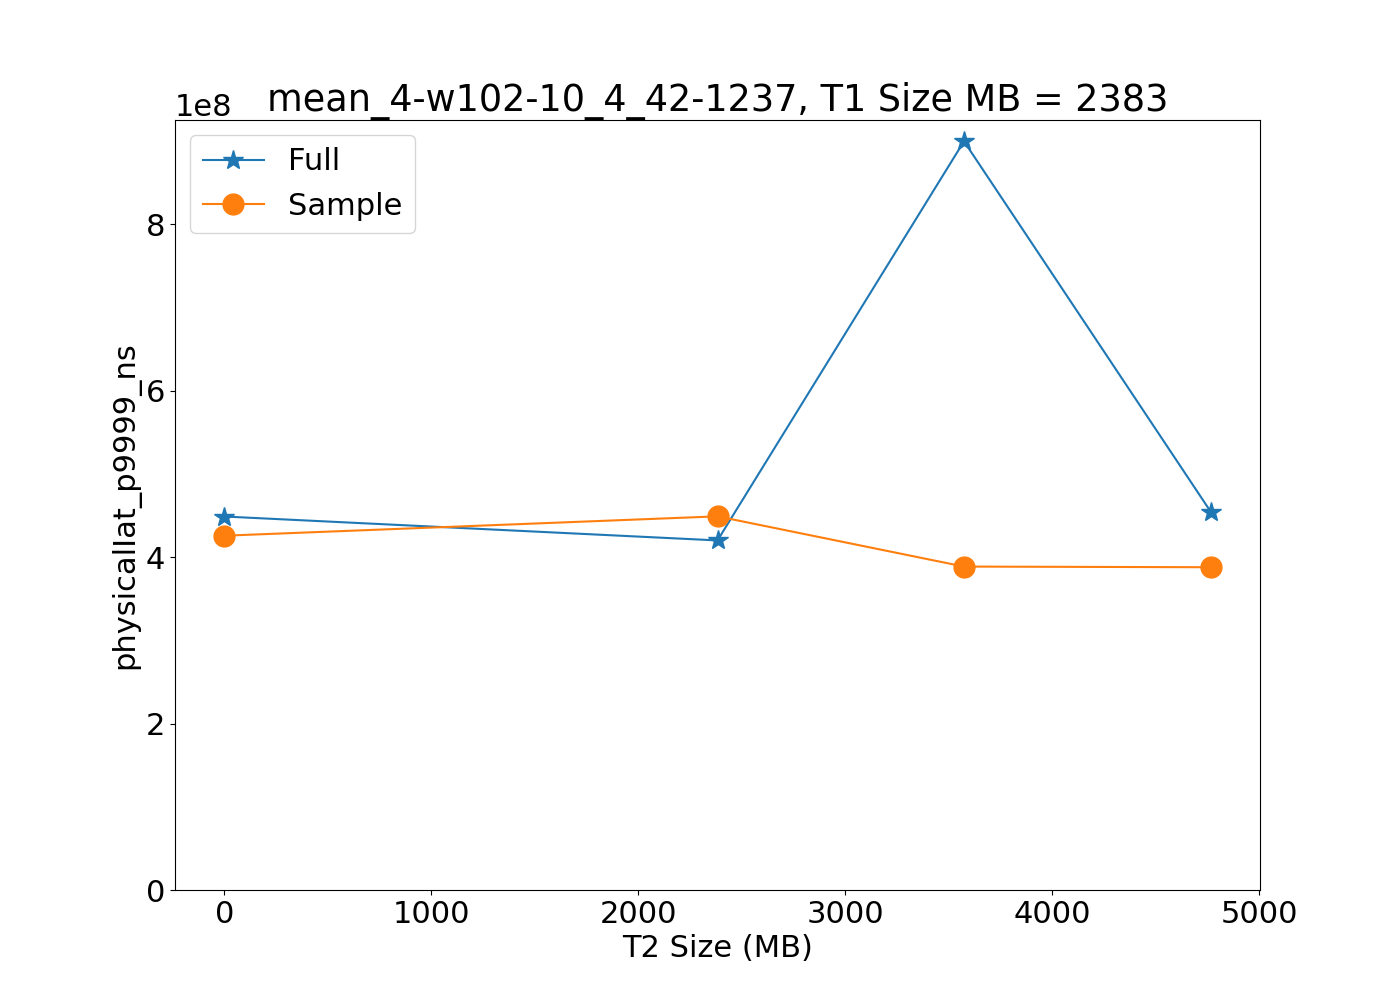 mean_4-w102-10_4_42-1237, T1 Size MB = 2383
1e8
Full
Sample
8
6
4
2
0
physicallat_p9999_ns
0 1000 2000 3000 4000 5000
T2 Size (MB)